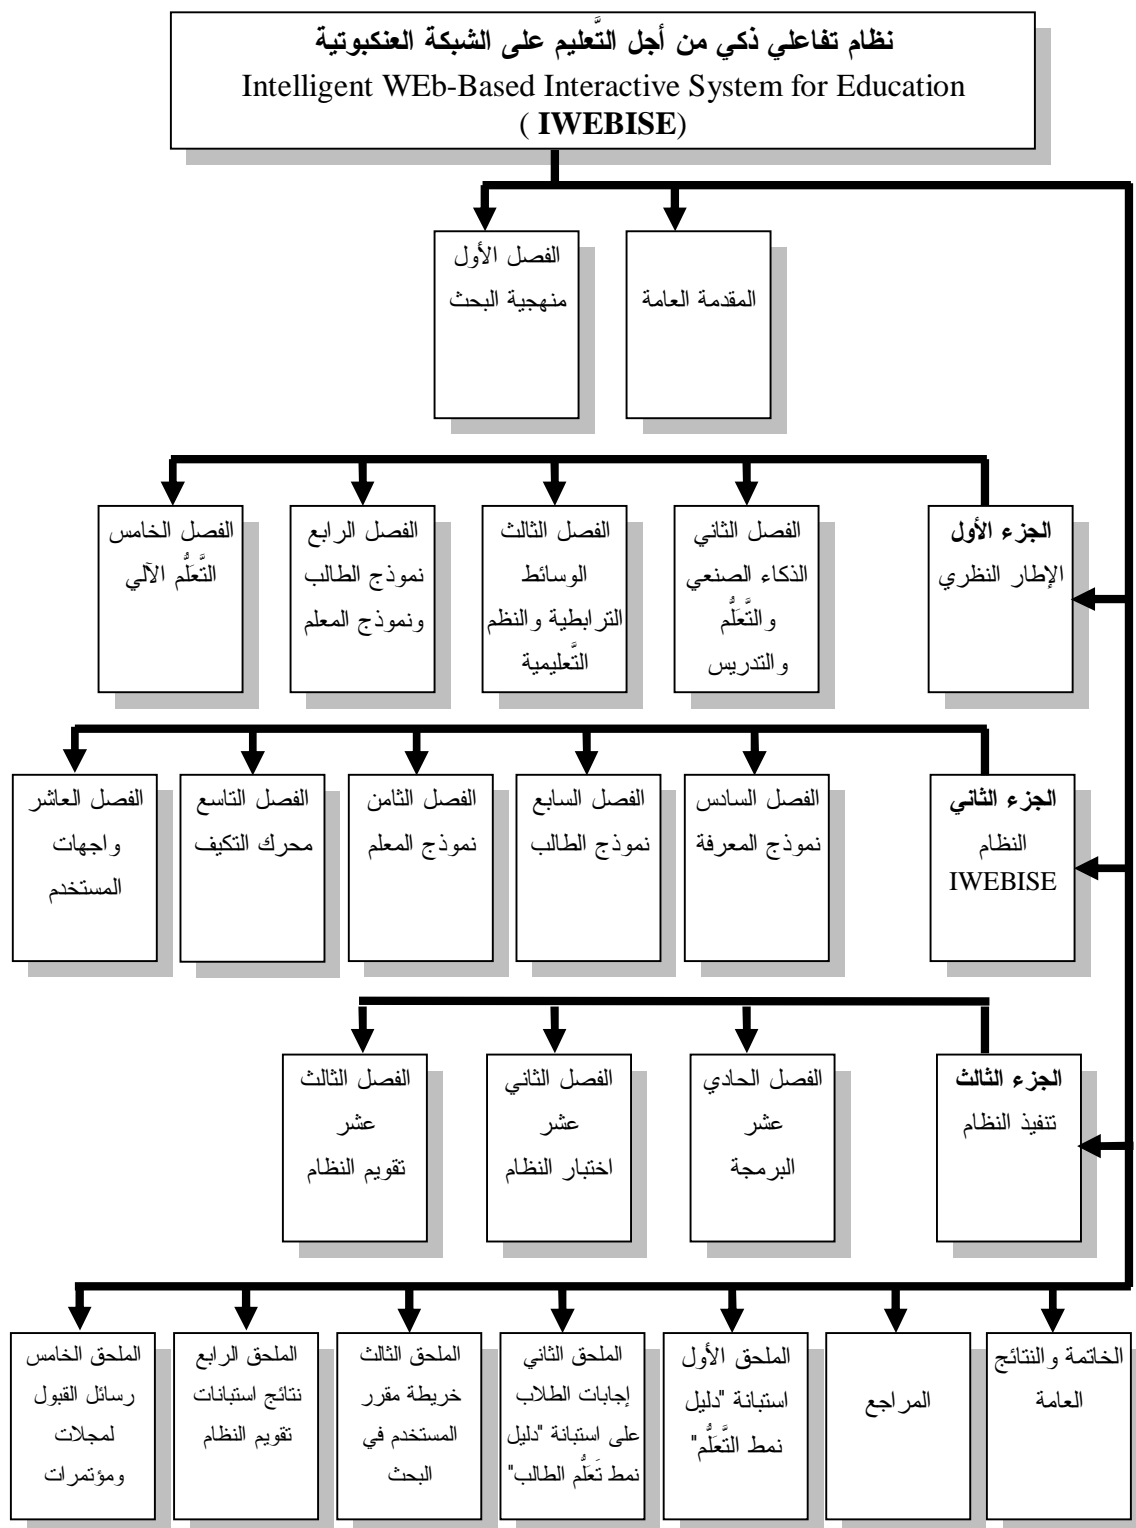 نظام تفاعلي ذكي من أجل التَّعليم على الشبكة العنكبوتية
Intelligent WEb-Based Interactive System for Education
( IWEBISE)
المقدمة العامة
الفصل الأول
منهجية البحث
الجزء الأول
الإطار النظري
الفصل الثاني
الذكاء الصنعي
والتَّعَلُّم
والتدريس
الفصل الثالث
الوسائط
الترابطية والنظم
التَّعليمية
الفصل الرابع
نموذج الطالب
ونموذج المعلم
الفصل الخامس
التَّعَلُّم الآلي
الجزء الثاني
النظام
IWEBISE
الفصل السادس
نموذج المعرفة
الفصل السابع
نموذج الطالب
الفصل الثامن
نموذج المعلم
الفصل التاسع
محرك التكيف
الفصل العاشر
واجهات
المستخدم
الجزء الثالث
تنفيذ النظام
الفصل الحادي
عشر
البرمجة
الفصل الثاني
عشر
اختبار النظام
الفصل الثالث
عشر
تقويم النظام
الخاتمة والنتائج
العامة
المراجع
الملحق الأول
استبانة "دليل
نمط التَّعَلُّم"
الملحق الثاني
إجابات الطلاب
على استبانة "دليل
نمط تَعَلُّم الطالب"
الملحق الثالث
خريطة مقرر
المستخدم في
البحث
الملحق الرابع
نتائج استبانات
تقويم النظام
الملحق الخامس
رسائل القبول
لمجلات
ومؤتمرات